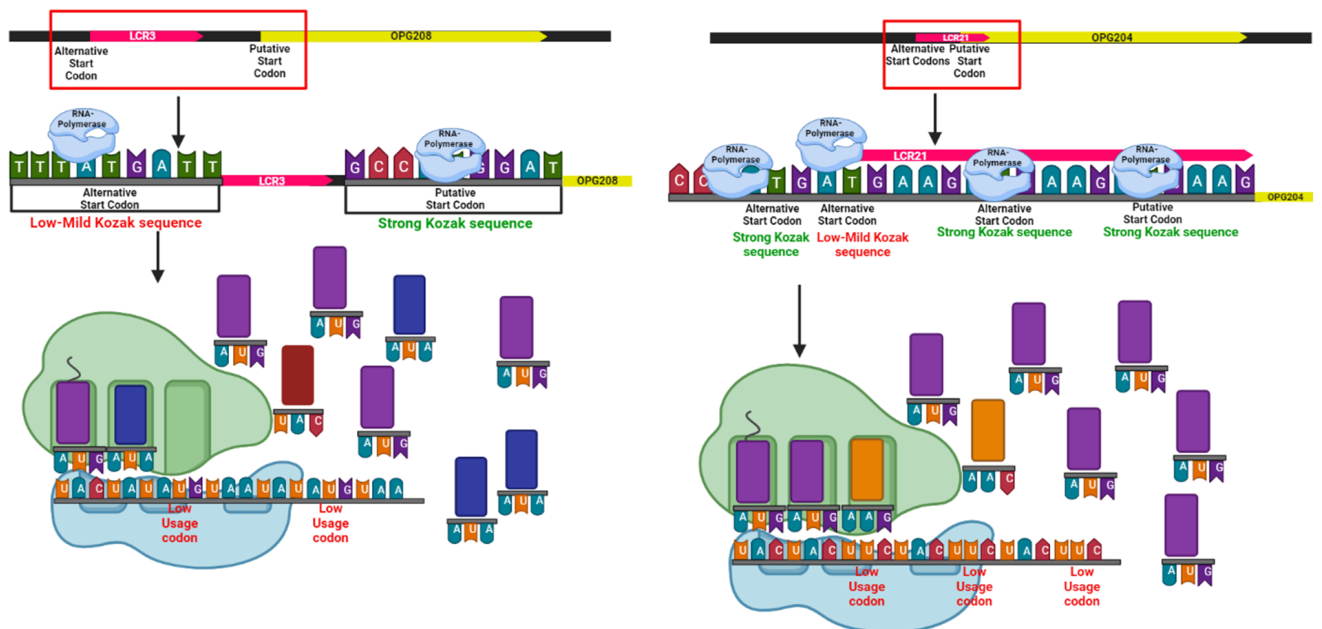 LCR3
OPG208
Alternative
Start
Codon
Putative
Start
Codon
RNA-
Polymerase
RNA-
Polymerase
T T T A T G A T T
G C C G G A T
Alternative
Start Codon
LCR3
Putative
Start Codon
OPG208
Low-Mild Kozak sequence
Strong Kozak sequence
A U G
A U G
A U A
A U G
U A C
A U G
A U G
A U A
A U A
A U A
U A C U A U A U G U A A U A U A U G U A A
Low
Usage
codon
Low
Usage
codon
LCR21
OPG204
Alternative
Start Codons
Putative
Start
Codon
RNA-
Polymerase
RNA-
Polymerase
RNA-
Polymerase
RNA-
Polymerase
LCR21
C C T G A T G A A G A A G A A G
OPG204
Alternative
Start Codon
Strong Kozak
sequence
Alternative
Start Codon
Low-Mild Kozak
sequence
Alternative
Start Codon
Strong Kozak sequence
Putative
Start Codon
Strong Kozak sequence
A U G
A U G
A U G
A A C
A U G
A U G
A U G
A U G
A U G
A A G
U A C U A C U U C U A C U U C U A C U U C
Low
Usage
codon
Low
Usage
codon
Low
Usage
codon